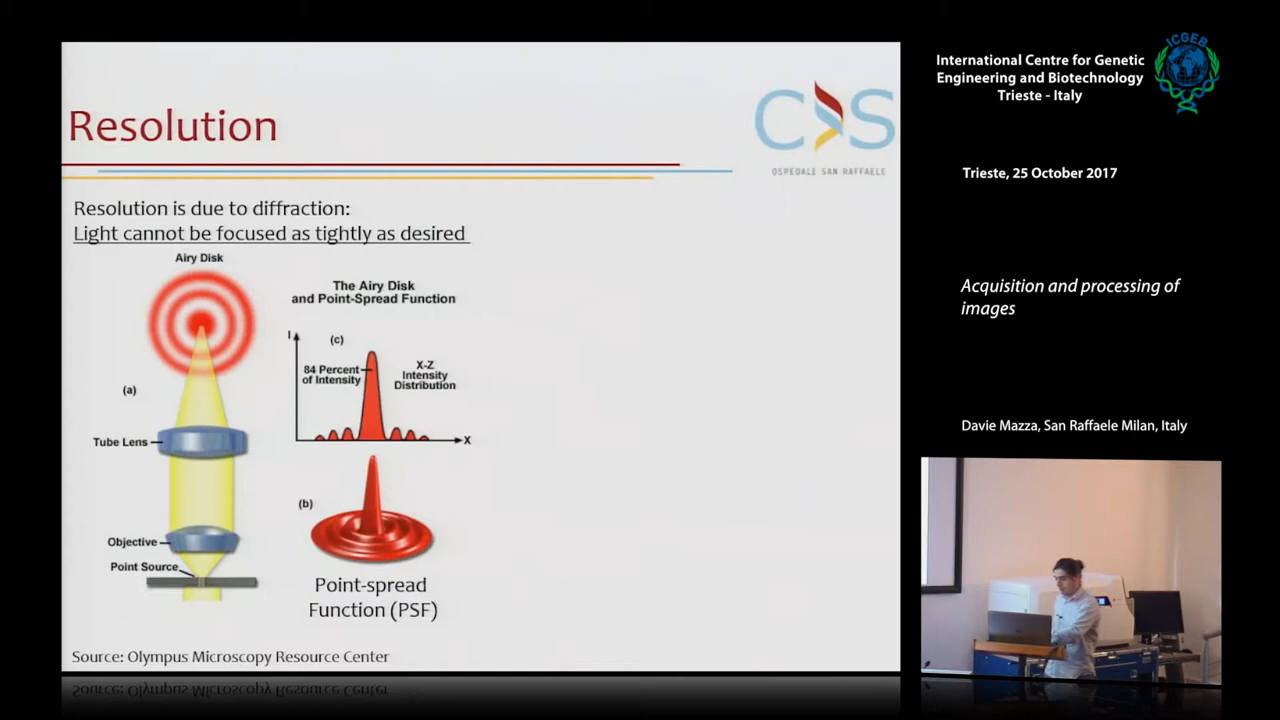 Resolution
CS
OSPEDALE SAN RAFFAELE
Resolution is due to diffraction:
Light cannot be focused as tightly as desired
Airy Disk
(a)
Tube Lens
Objective
Point Source
The Airy Disk
and Point-Spread Function
I
(c)
84 Percent
of Intensity
X-Z
Intensity
Distribution
X
(b)
Point-spread
Function (PSF)
Source: Olympus Microscopy Resource Center
International Centre for Genetic
Engineering and Biotechnology
Trieste - Italy
ICGEB
Trieste, 25 October 2017
Acquisition and processing of
images
Davie Mazza, San Raffaele Milan, Italy